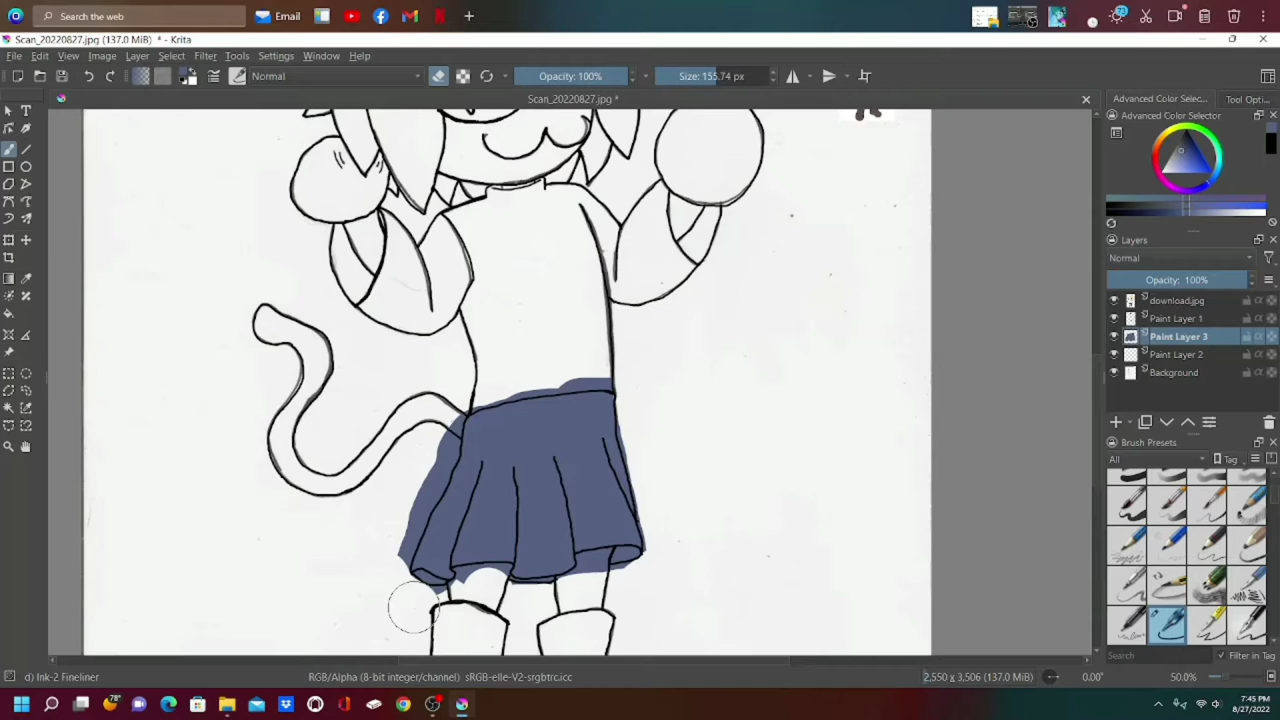 Search the web
Email
Scan_20220827.jpg (137.0 MiB) * - Krita
File Edit View Image Layer Select Filter Tools Settings Window Help
Normal
Opacity: 100%
Size: 155.74 px
Scan_20220827.jpg *
Advanced Color Selec...
Tool Opti...
Advanced Color Selector
Layers
Normal
Opacity: 100%
download.jpg
Paint Layer 1
Paint Layer 3
Paint Layer 2
Background
Brush Presets
All
Tag
Search
Filter in Tag
d) Ink-2 Fineliner
RGB/Alpha (8-bit integer/channel) sRGB-elle-V2-srgbtrc.icc
2,550 x 3,506 (137.0 MiB)
0.00°
50.0%
78°
7:45 PM
8/27/2022